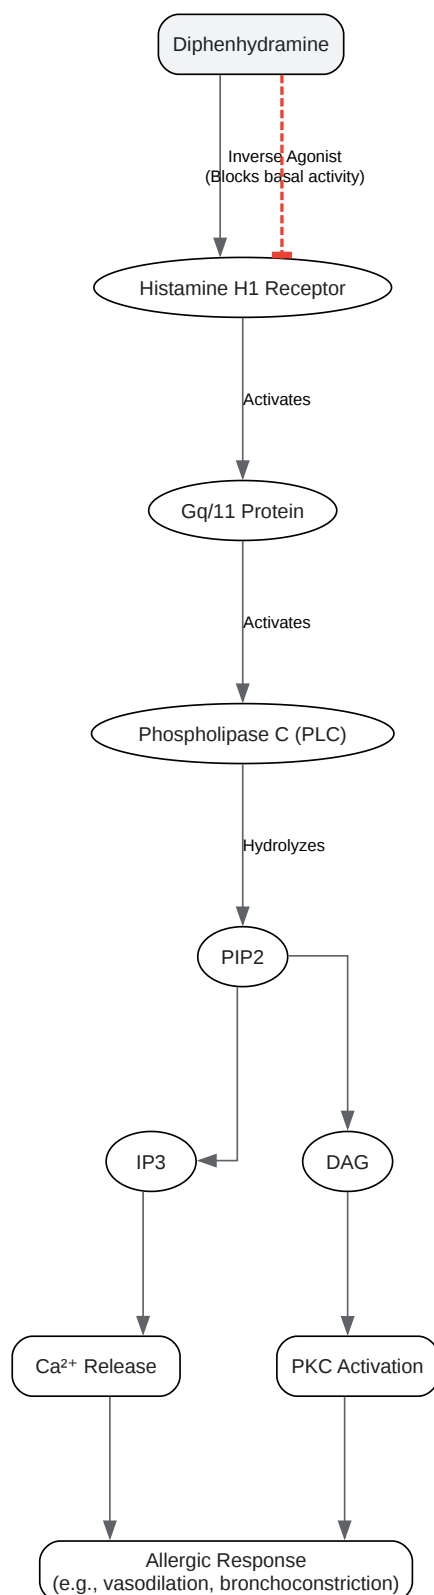 Diphenhydramine
Inverse Agonist
(Blocks basal activity)
Histamine H1 Receptor
Activates
Gq/11 Protein
Activates
Phospholipase C (PLC)
Hydrolyzes
PIP2
IP3
DAG
Ca²⁺ Release
PKC Activation
Allergic Response
(e.g., vasodilation, bronchoconstriction)